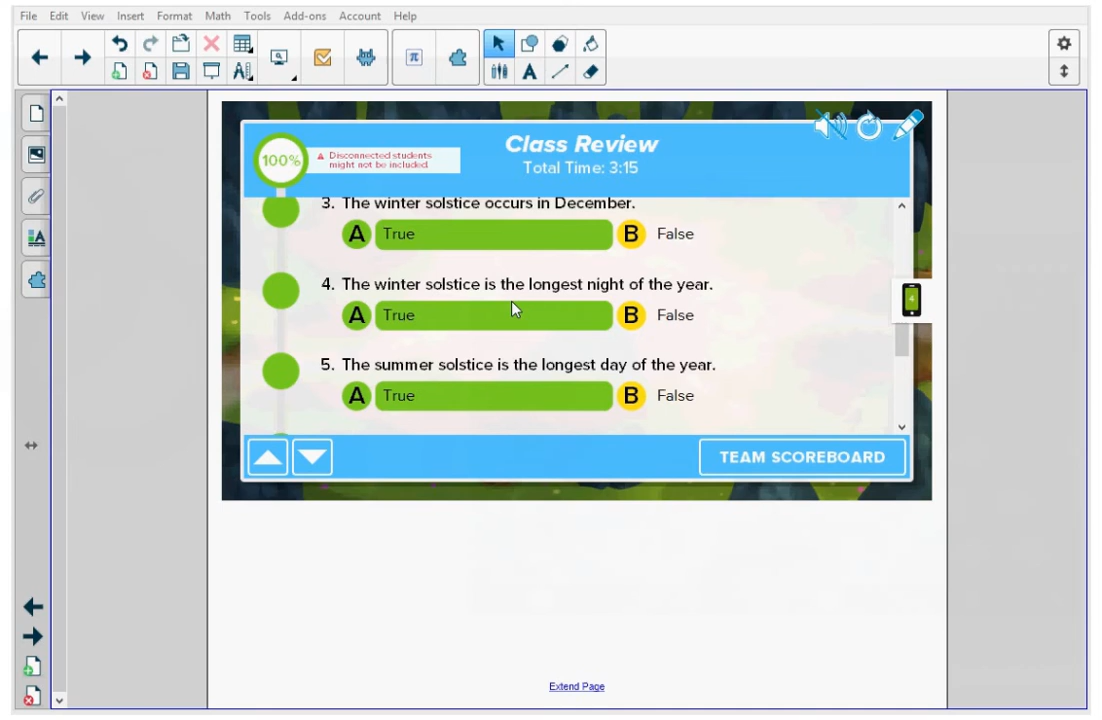 File Edit View Insert Format Math Tools Add-ons Account Help
π
A
A
100%
Disconnected students
might not be included.
Class Review
Total Time: 3:15
3. The winter solstice occurs in December.
A True B False
4. The winter solstice is the longest night of the year.
A True B False
4
5. The summer solstice is the longest day of the year.
A True B False
TEAM SCOREBOARD
Extend Page